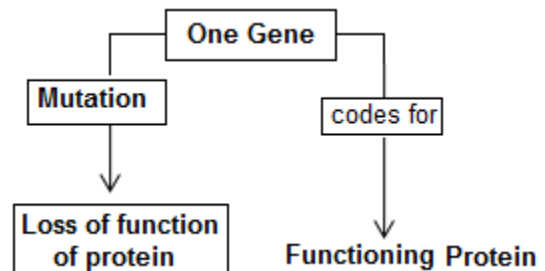 One Gene
Mutation
codes for
Loss of function
of protein
Functioning Protein